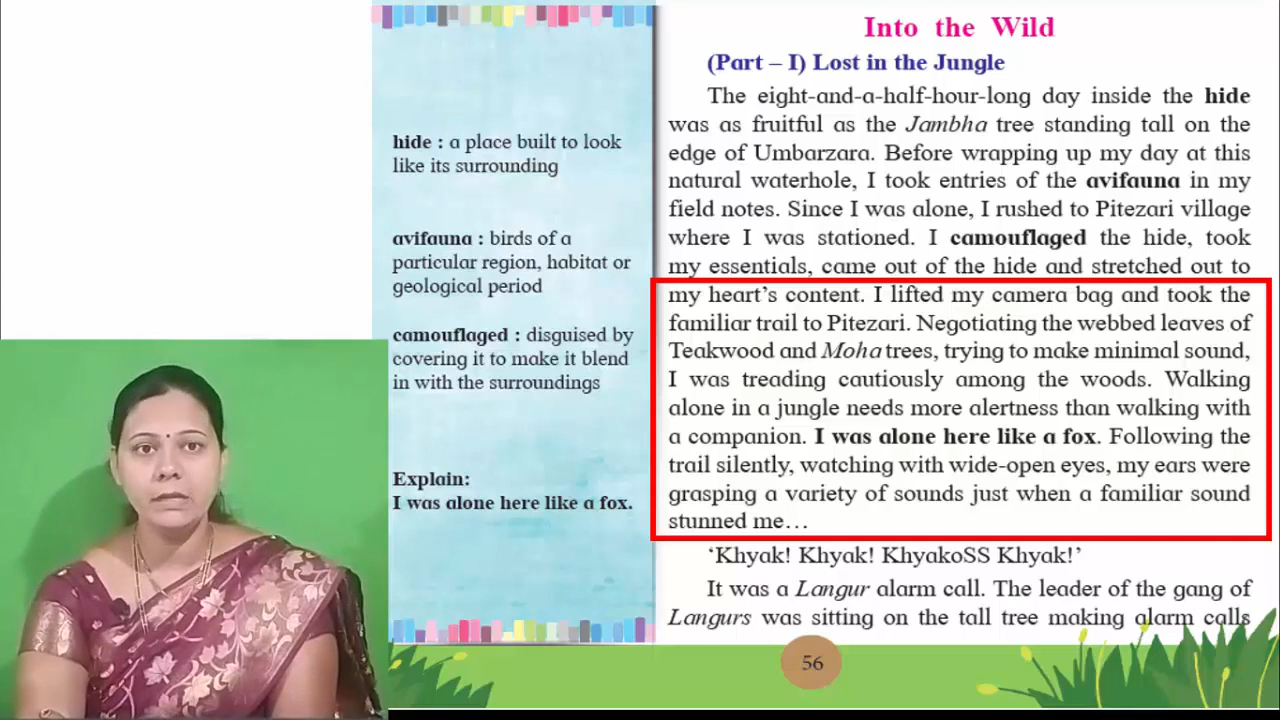 hide : a place built to look
like its surrounding
avifauna : birds of a
particular region, habitat or
geological period
camouflaged : disguised by
covering it to make it blend
in with the surroundings
Explain:
I was alone here like a fox.
Into the Wild
(Part – I) Lost in the Jungle
The eight-and-a-half-hour-long day inside the hide
was as fruitful as the Jambha tree standing tall on the
edge of Umbarzara. Before wrapping up my day at this
natural waterhole, I took entries of the avifauna in my
field notes. Since I was alone, I rushed to Pitezari village
where I was stationed. I camouflaged the hide, took
my essentials, came out of the hide and stretched out to
my heart's content. I lifted my camera bag and took the
familiar trail to Pitezari. Negotiating the webbed leaves of
Teakwood and Moha trees, trying to make minimal sound,
I was treading cautiously among the woods. Walking
alone in a jungle needs more alertness than walking with
a companion. I was alone here like a fox. Following the
trail silently, watching with wide-open eyes, my ears were
grasping a variety of sounds just when a familiar sound
stunned me…
'Khyak! Khyak! KhyakoSS Khyak!'
It was a Langur alarm call. The leader of the gang of
Langurs was sitting on the tall tree making alarm calls
56